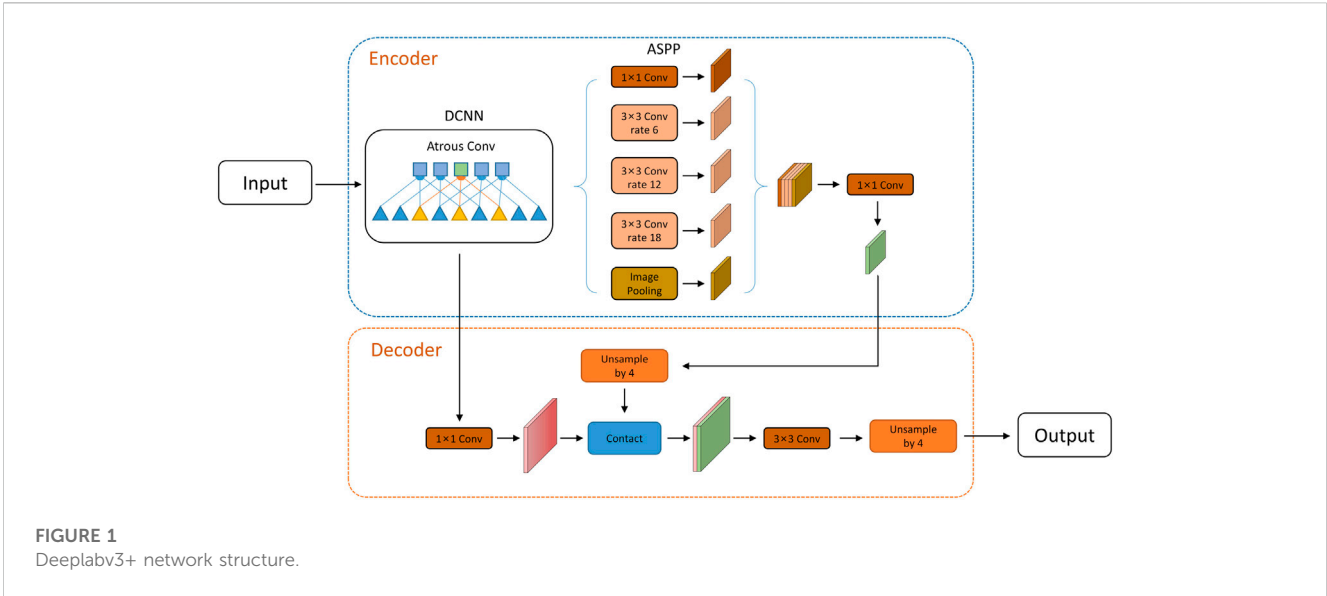 Encoder
ASPP
1×1 Conv
3×3 Conv
rate 6
3×3 Conv
rate 12
3×3 Conv
rate 18
Image
Pooling
DCNN
Atrous Conv
Input
1×1 Conv
Decoder
Unsample
by 4
1×1 Conv
Contact
3×3 Conv
Unsample
by 4
Output
FIGURE 1
Deeplabv3+ network structure.